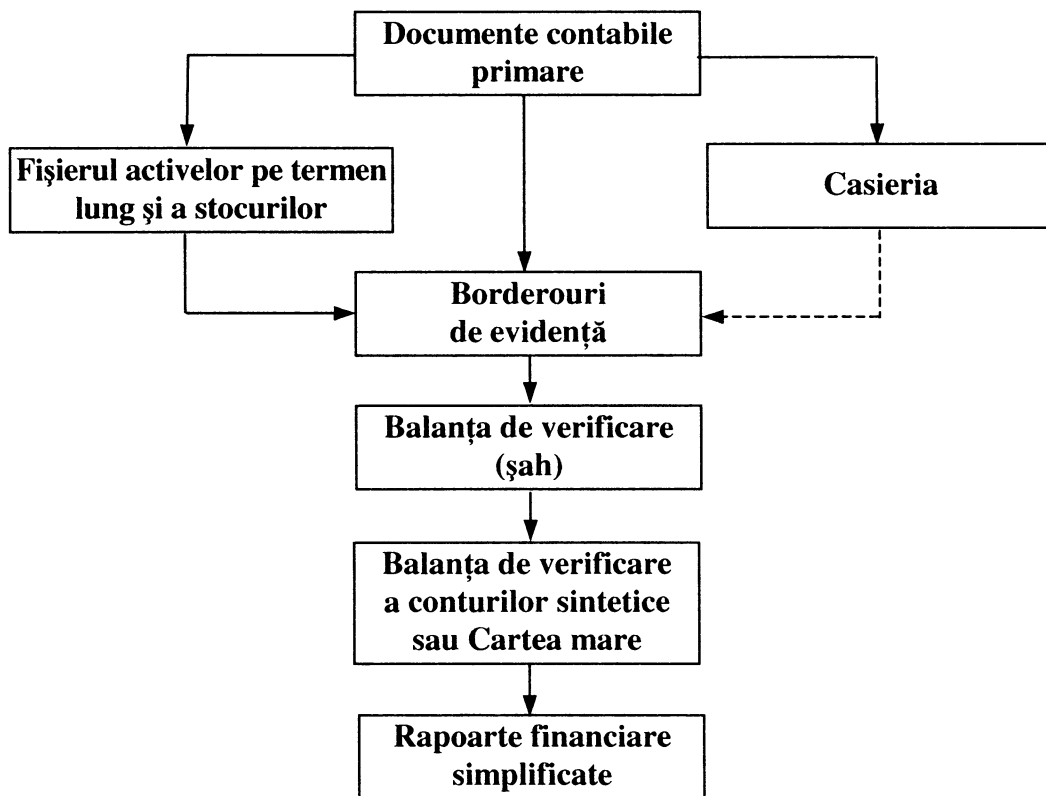 Documente contabile
primare
Fişierul activelor pe termen
lung şi a stocurilor
Casieria
Borderouri
de evidenţă
Balanţa de verificare
(şah)
Balanţa de verificare
a conturilor sintetice
sau Cartea mare
Rapoarte financiare
simplificate